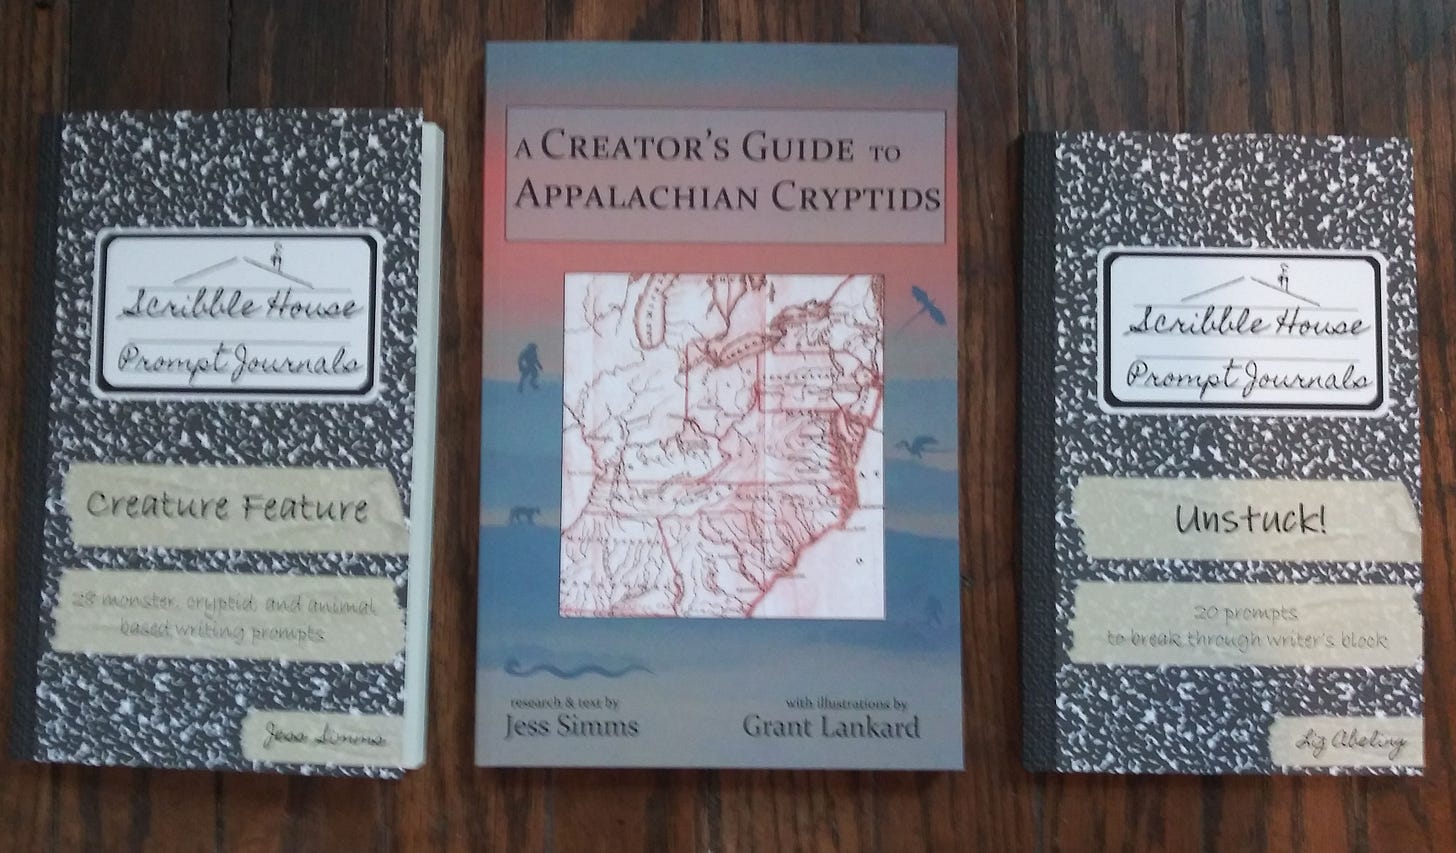 Scribble House
Prompt Journals
Creature Feature
28 monster, cryptid, and animal
based writing prompts
Jess Simms
A CREATOR'S GUIDE TO
APPALACHIAN CRYPTIDS
research & text by
Jess Simms
with illustrations by
Grant Lankard
Scribble House
Prompt Journals
Unstuck!
20 prompts
to break through writer's block
Liz Abeling